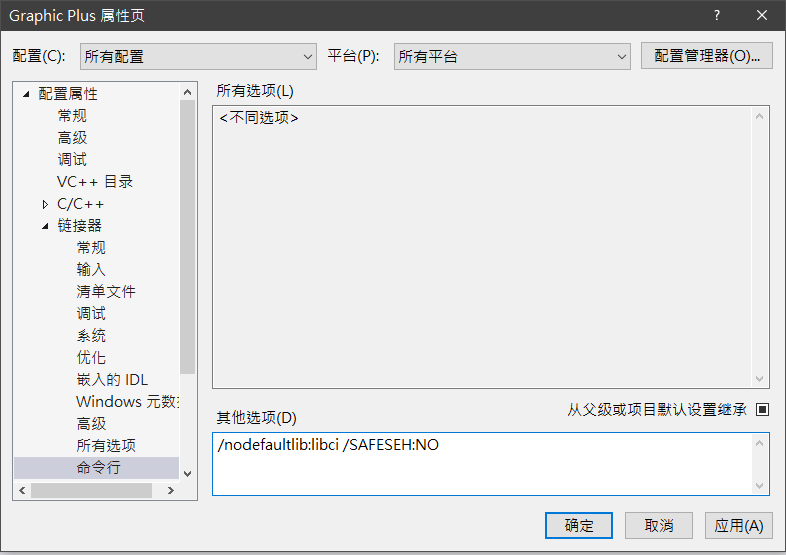 Graphic Plus 属性页
配置(C): 所有配置 平台(P): 所有平台 配置管理器(O)...
配置属性
常规
高级
调试
VC++ 目录
C/C++
链接器
常规
输入
清单文件
调试
系统
优化
嵌入的 IDL
Windows 元数
高级
所有选项
命令行
所有选项(L)
<不同选项>
从父级或项目默认设置继承
其他选项(D)
/nodefaultlib:libci /SAFESEH:NO
确定 取消 应用(A)